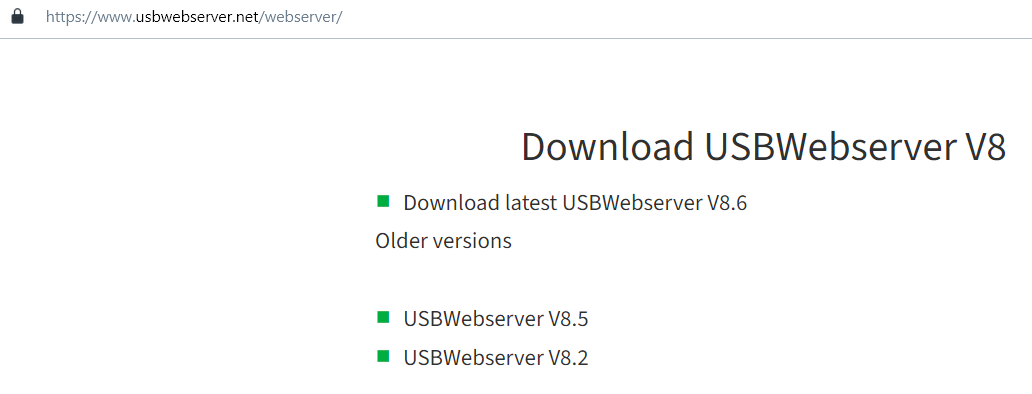 https://www.usbwebserver.net/webserver/
Download USBWebserver V8
Download latest USBWebserver V8.6
Older versions
USBWebserver V8.5
USBWebserver V8.2